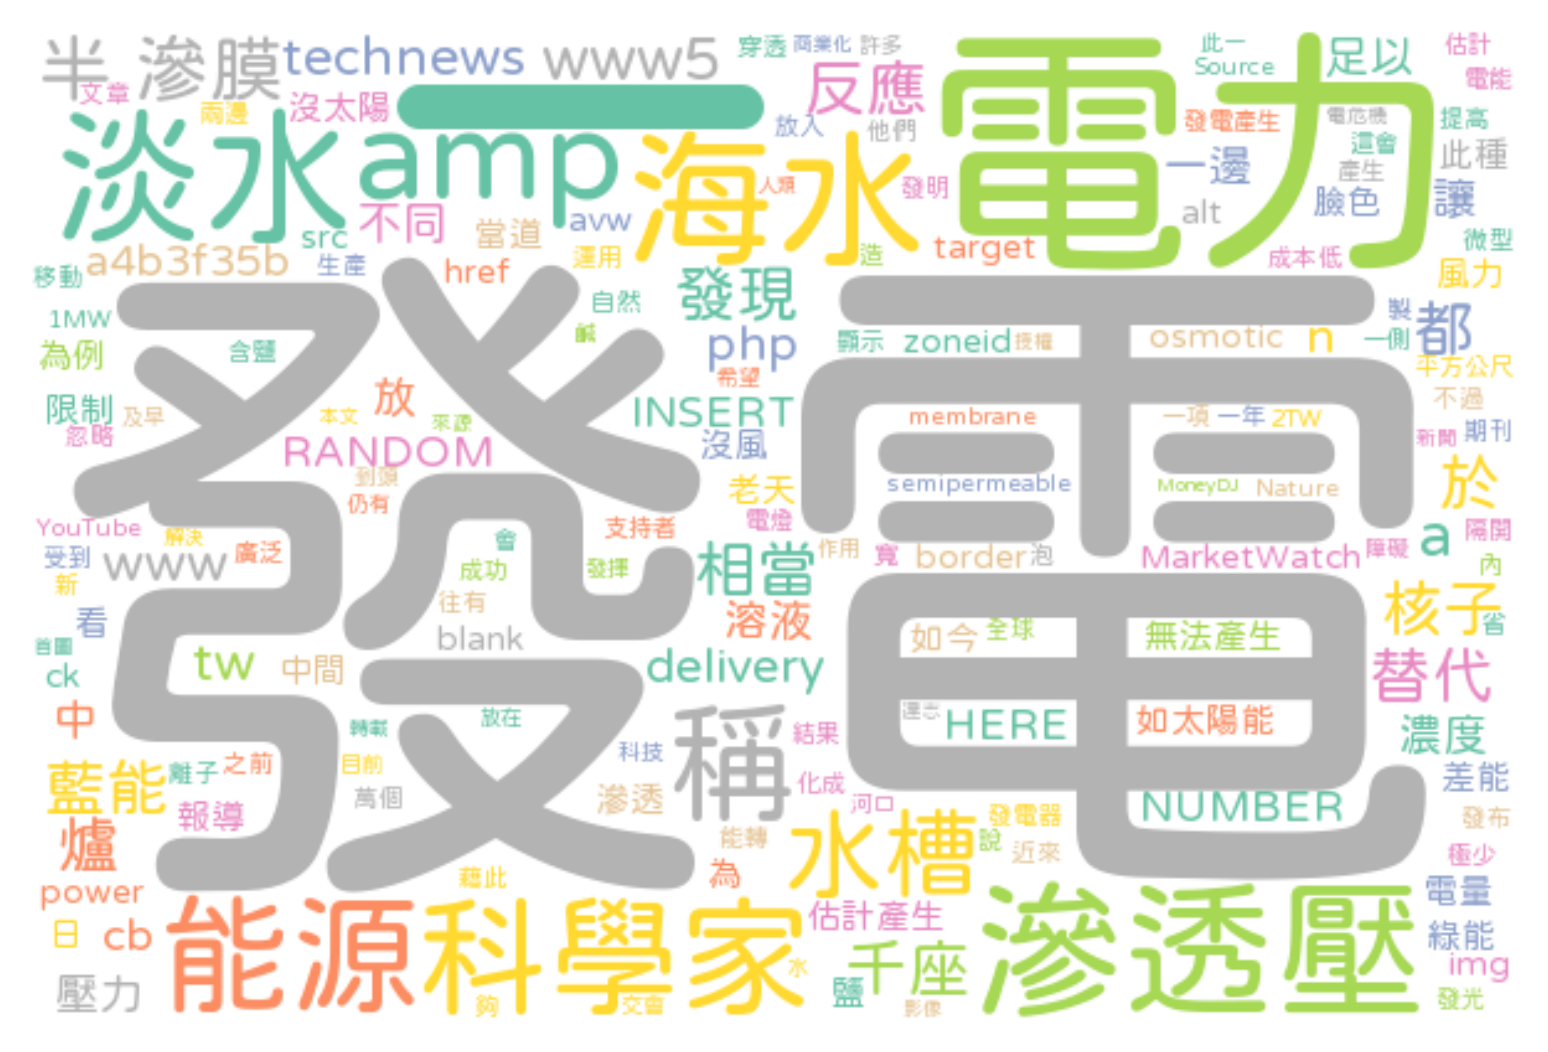 半 滲膜
technews
www5
穿透
商業化
許多
此一
Source
足以
估計
電能
文章
兩邊
沒太陽
一
反應
電力
放入
他們
發電產生
電危機
這會
產生
提高
此種
淡水
amp
海水
人類
發明
一邊
臉色
讓
不同
src
當道
avw
運用
造
target
alt
成本低
微型
風力
a4b3f35b
生產
移動
href
1MW
為例
含鹽
自然
鹹
發現
php
希望
顯示
zoneid
授權
osmotic
n
一側
製
都
平方公尺
不過
限制
及早
忽略
放
本文
來源
INSERT
沒風
RANDOM
到頭
仍有
membrane
一項
一年
2TW
新聞
期刊
老天
電燈
semipermeable
MoneyDJ
Nature
於
YouTube
解決
受到
www
廣泛
新
會
成功
發揮
支持者
相當
作用
寬
border
泡
MarketWatch
障礙
a
隔開
內
發電
往有
看
blank
溶液
如今
全球
無法產生
核子
省
首圖
ck
tw
中間
delivery
替代
中
轉載
放在
稱
結果
達志
HERE
如太陽能
濃度
科技
藍能
離子
之前
目前
萬個
滲透
化成
河口
NUMBER
差能
報導
爐
能轉
水槽
發電器
說
近來
發布
極少
power
藉此
為
電量
日
cb
能源
科學家
估計產生
滲透壓
綠能
img
壓力
夠
交會
水
鹽
千座
影像
發光